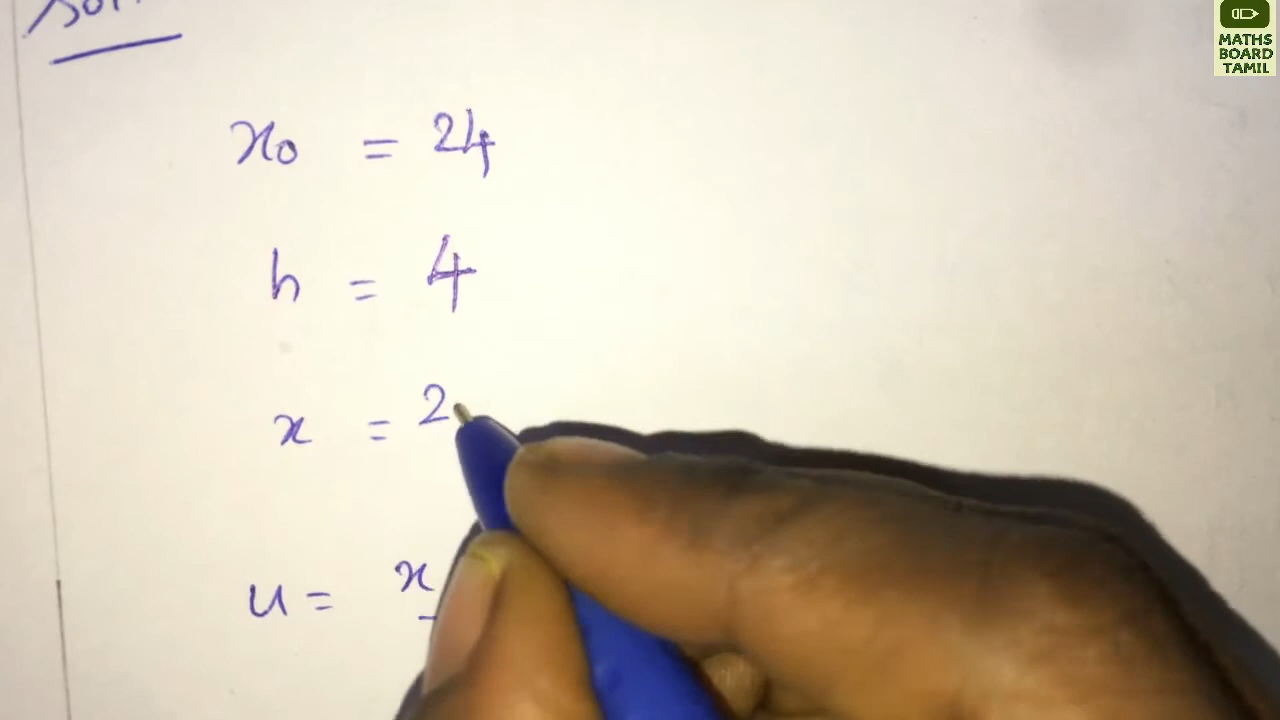 MATHS
BOARD
TAMIL
x₀ = 24
h = 4
x = 2
u = x